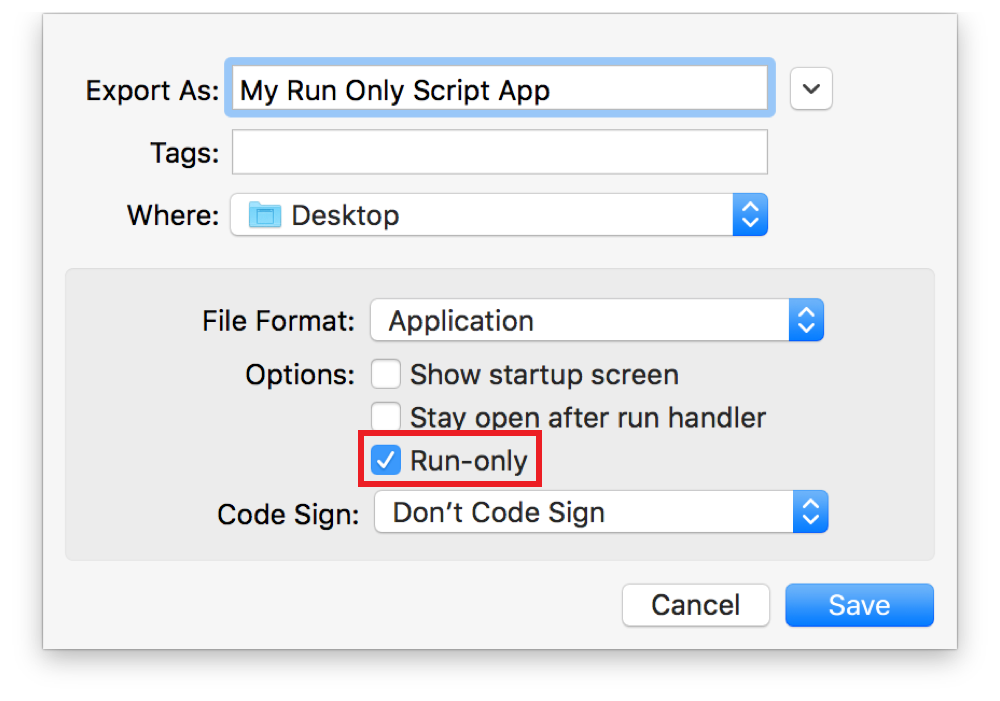 Export As: My Run Only Script App
Tags:
Where: Desktop
File Format: Application
Options: Show startup screen
Stay open after run handler
Run-only
Code Sign: Don’t Code Sign
Cancel Save